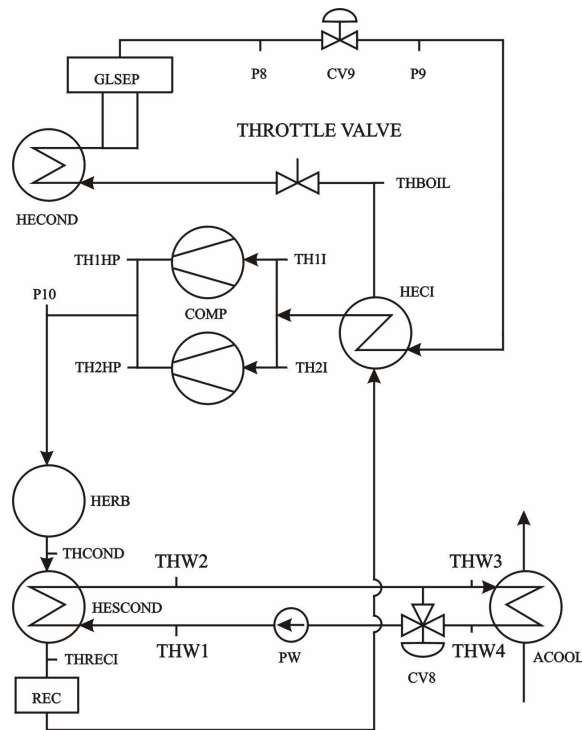 GLSEP
P8
CV9
P9
THROTTLE VALVE
THBOIL
HECOND
TH1HP
TH1I
P10
COMP
HECI
TH2HP
TH2I
HERB
THCOND
THW2
THW3
HESCOND
THW1
PW
THW4
ACOOL
CV8
THRECI
REC